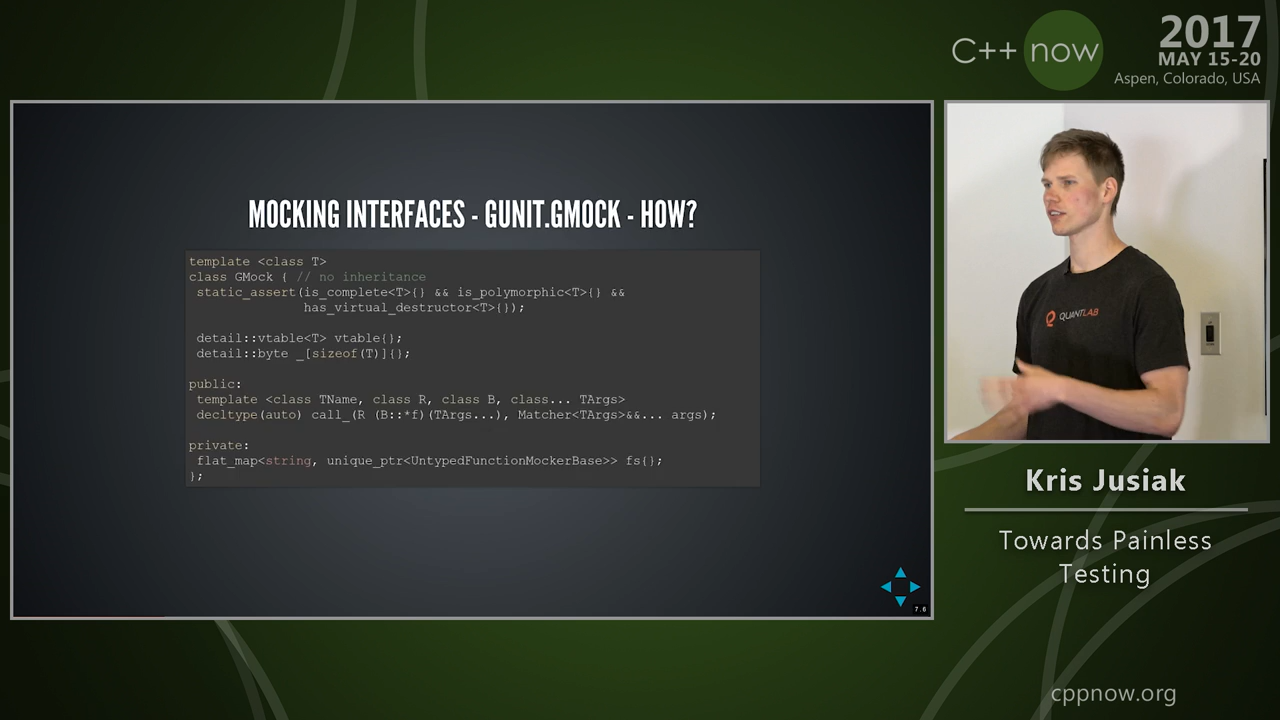 C++ now
2017
MAY 15-20
Aspen, Colorado, USA
MOCKING INTERFACES - GUNIT.GMOCK - HOW?
template <class T>
class GMock { // no inheritance
static_assert(is_complete<T>{} && is_polymorphic<T>{} &&
has_virtual_destructor<T>{});
detail::vtable<T> vtable{};
detail::byte _[sizeof(T)]{};
public:
template <class TName, class R, class B, class... TArgs>
decltype(auto) call_(R (B::*f)(TArgs...), Matcher<TArgs>&&... args);
private:
flat_map<string, unique_ptr<UntypedFunctionMockerBase>> fs{};
};
7.6
QUANTLAB
Kris Jusiak
Towards Painless
Testing
cppnow.org